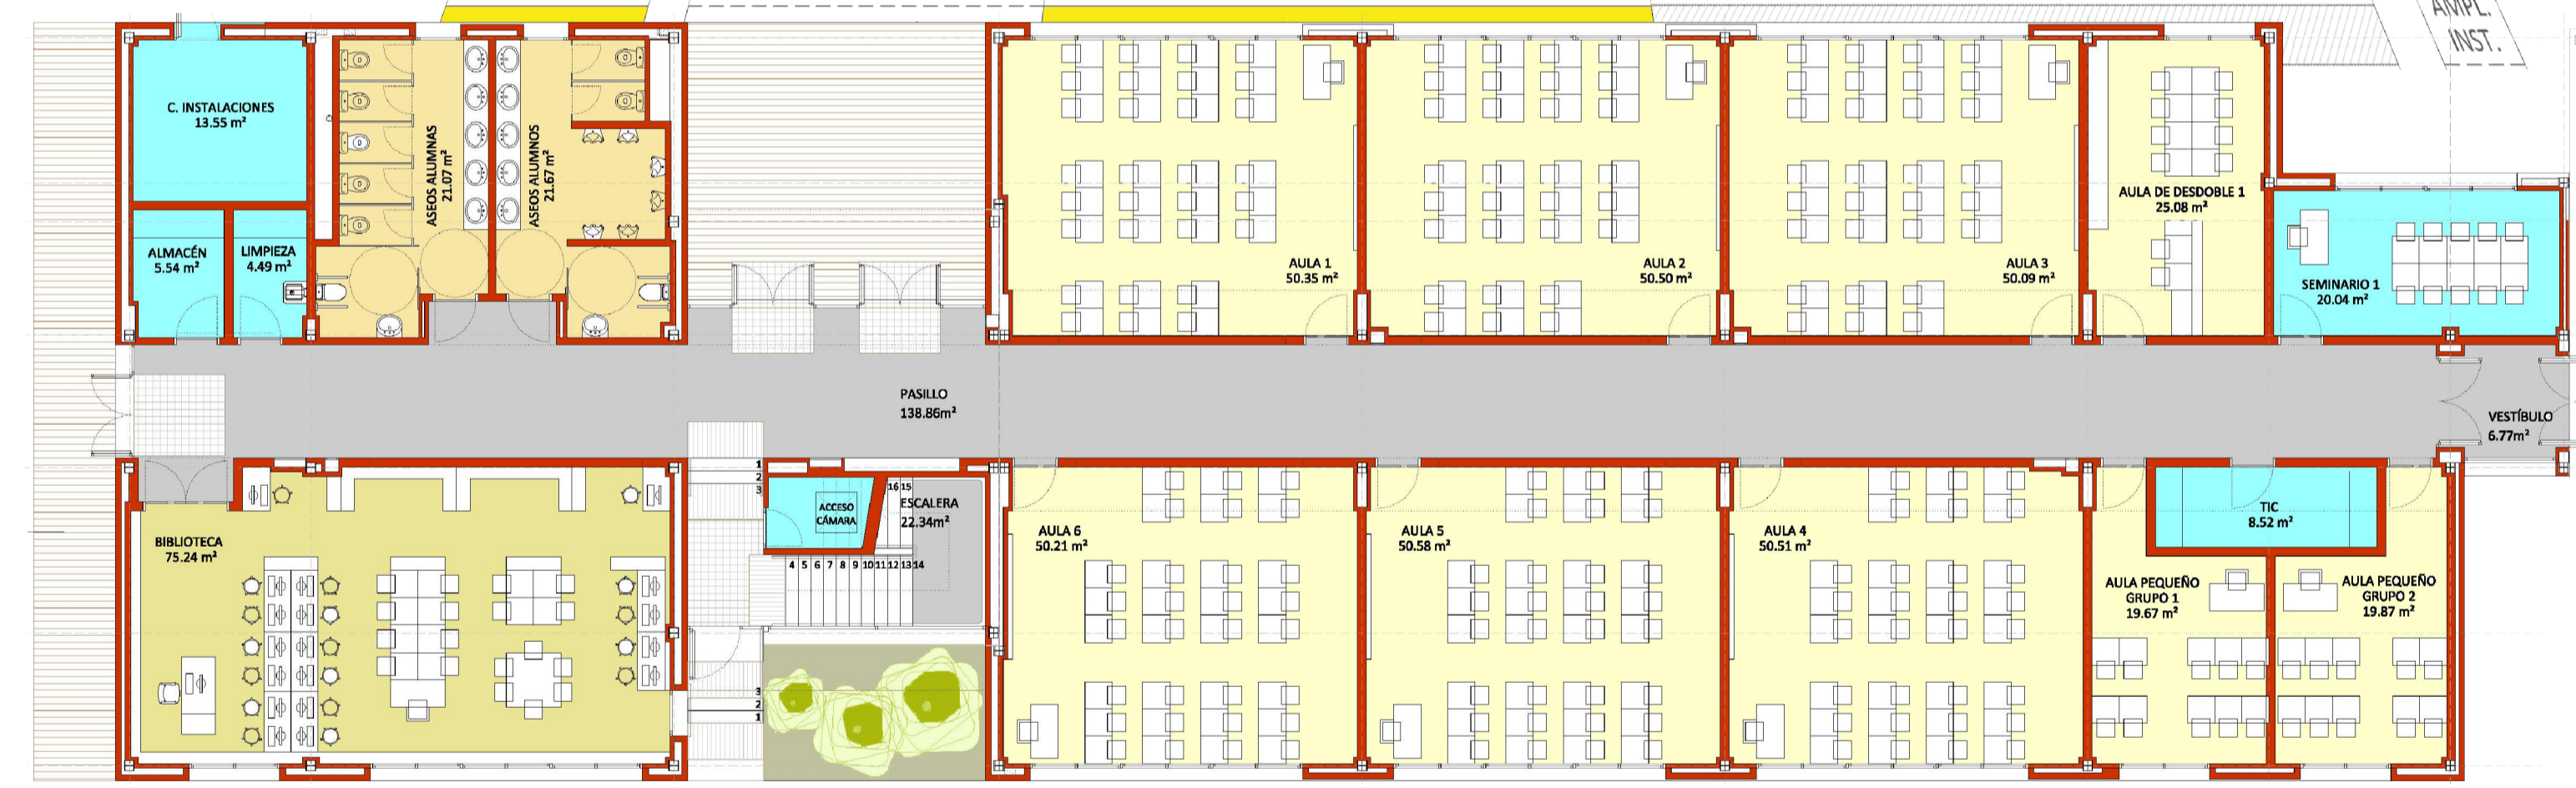 AMPL.
INST.
C. INSTALACIONES
13.55 m²
ASEOS ALUMNAS
21.07 m²
ASEOS ALUMNOS
21.67 m²
ALMACÉN
5.54 m²
LIMPIEZA
4.49 m²
AULA 1
50.35 m²
AULA 2
50.50 m²
AULA 3
50.09 m²
AULA DE DESDOBLE 1
25.08 m²
SEMINARIO 1
20.04 m²
PASILLO
138.86m²
VESTÍBULO
6.77m²
BIBLIOTECA
75.24 m²
1
2
3
ACCESO
CÁMARA
16 15
ESCALERA
22.34m²
4 5 6 7 8 9 10 11 12 13 14
3
2
1
AULA 6
50.21 m²
AULA 5
50.58 m²
AULA 4
50.51 m²
TIC
8.52 m²
AULA PEQUEÑO
GRUPO 1
19.67 m²
AULA PEQUEÑO
GRUPO 2
19.87 m²